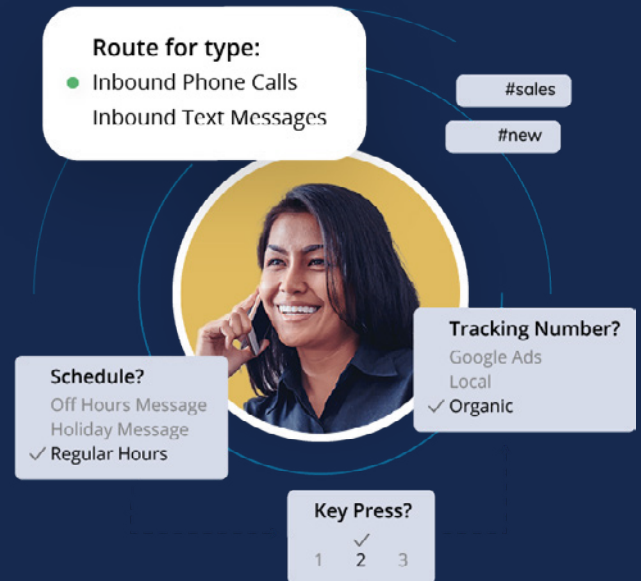 Route for type:
Inbound Phone Calls
Inbound Text Messages
#sales
#new
Tracking Number?
Google Ads
Local
Organic
Schedule?
Off Hours Message
Holiday Message
Regular Hours
Key Press?
1 2 3